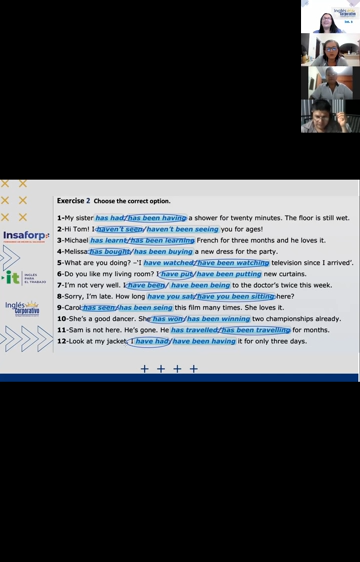 Inglés
Corporativo
Exercise 2 Choose the correct option.
1-My sister has had/has been having a shower for twenty minutes. The floor is still wet.
2-Hi Tom! I haven't seen/haven't been seeing you for ages!
3-Michael has learnt/has been learning French for three months and he loves it.
4-Melissa has bought/has been buying a new dress for the party.
5-What are you doing? –'I have watched/have been watching television since I arrived'.
6-Do you like my living room? I have put/have been putting new curtains.
7-I'm not very well. I have been/have been being to the doctor's twice this week.
8-Sorry, I'm late. How long have you sat/have you been sitting here?
9-Carol has seen/has been seeing this film many times. She loves it.
10-She's a good dancer. She has won/has been winning two championships already.
11-Sam is not here. He's gone. He has travelled/has been travelling for months.
12-Look at my jacket, I have had/have been having it for only three days.
Insaforp
it
INGLÉS
PARA
EL TRABAJO
Inglés
Corporativo